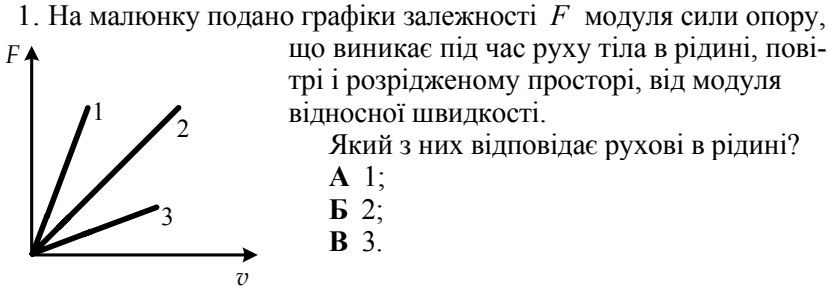 1. На малюнку подано графіки залежності F модуля сили опору,
що виникає під час руху тіла в рідині, пові-
трі і розрідженому просторі, від модуля
відносної швидкості.
Який з них відповідає рухові в рідині?
А 1;
Б 2;
В 3.
F
1
2
3
v